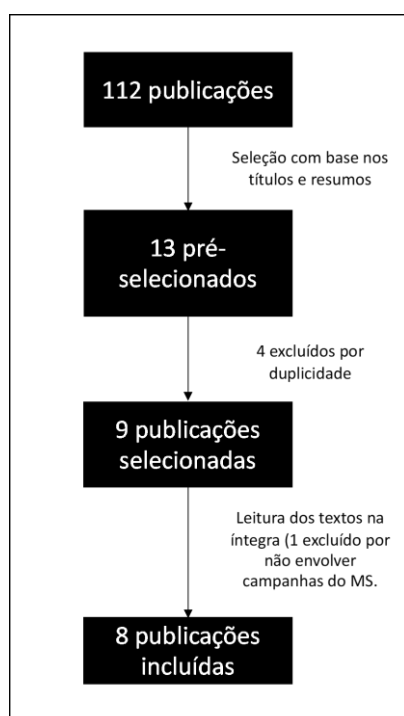 112 publicações
Seleção com base nos
títulos e resumos
13 pré-
selecionados
4 excluídos por
duplicidade
9 publicações
selecionadas
Leitura dos textos na
íntegra (1 excluído por
não envolver
campanhas do MS.
8 publicações
incluídas